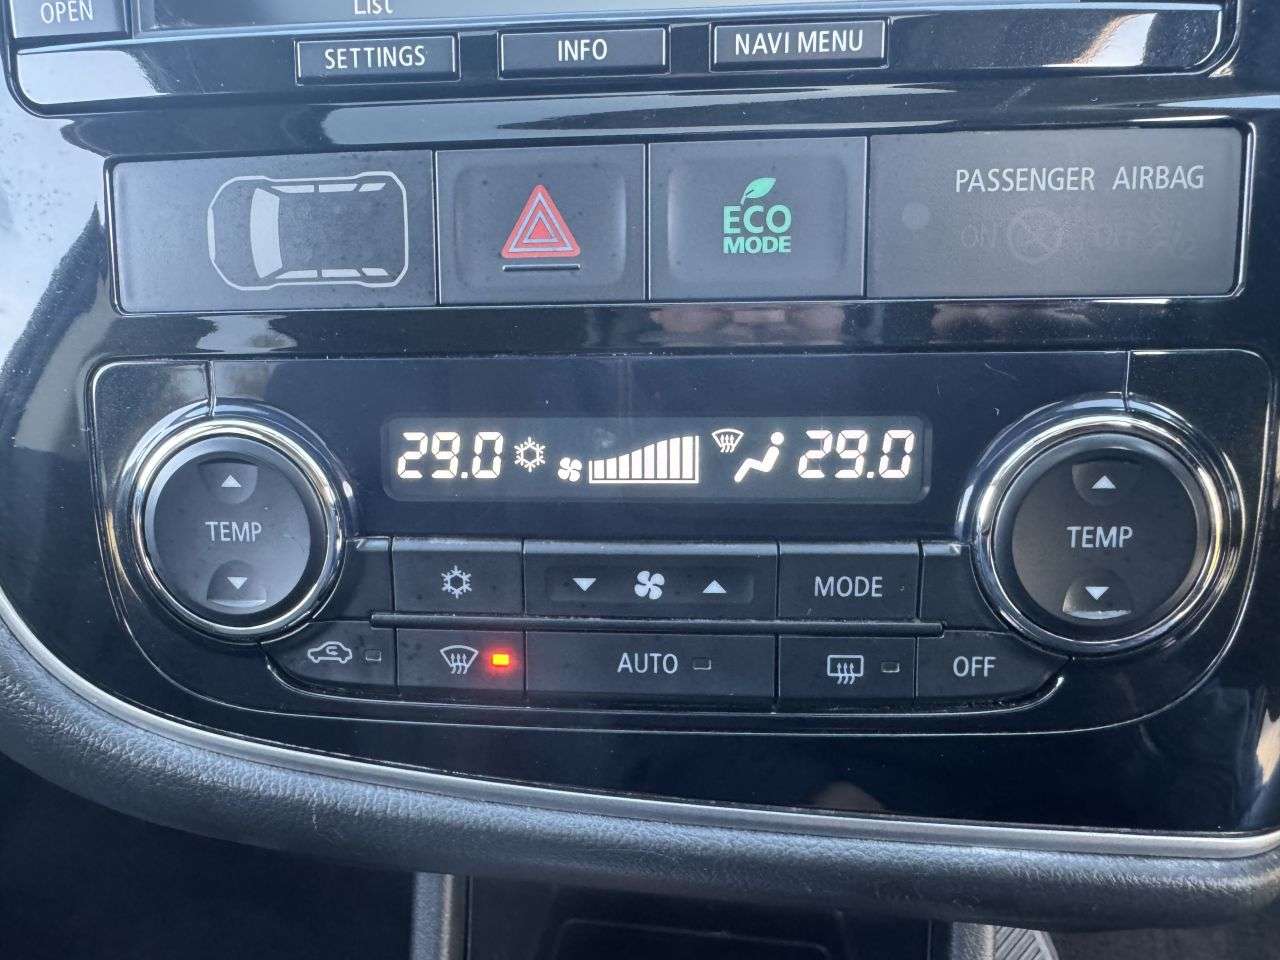 OPEN
List
SETTINGS
INFO
NAVI MENU
ECO
MODE
PASSENGER AIRBAG
29.0
29.0
TEMP
TEMP
MODE
AUTO
OFF